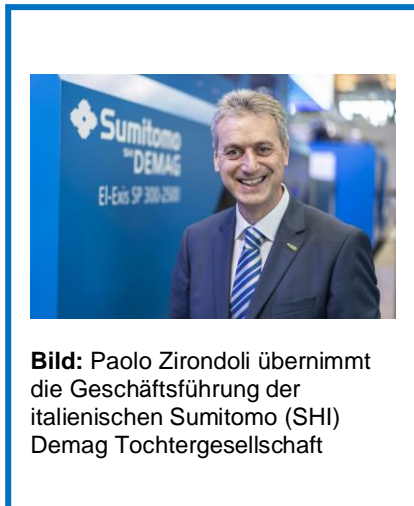 Sumitomo
SHI DEMAG
El-Exis SP 300-2500
Bild: Paolo Zirondoli übernimmt
die Geschäftsführung der
italienischen Sumitomo (SHI)
Demag Tochtergesellschaft